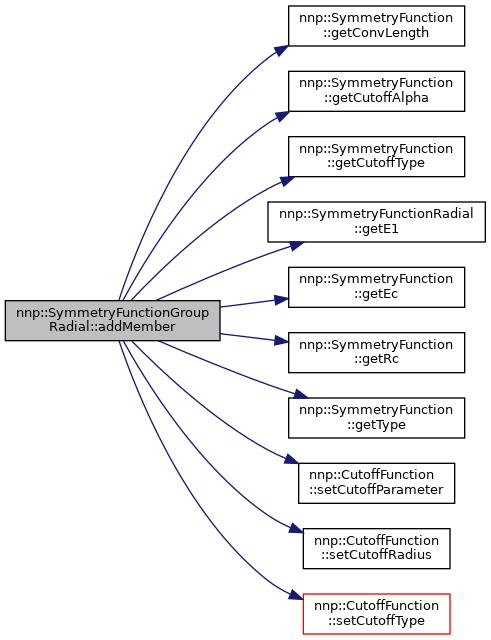 nnp::SymmetryFunction
::getConvLength
nnp::SymmetryFunction
::getCutoffAlpha
nnp::SymmetryFunction
::getCutoffType
nnp::SymmetryFunctionRadial
::getE1
nnp::SymmetryFunction
::getEc
nnp::SymmetryFunctionGroup
Radial::addMember
nnp::SymmetryFunction
::getRc
nnp::SymmetryFunction
::getType
nnp::CutoffFunction
::setCutoffParameter
nnp::CutoffFunction
::setCutoffRadius
nnp::CutoffFunction
::setCutoffType